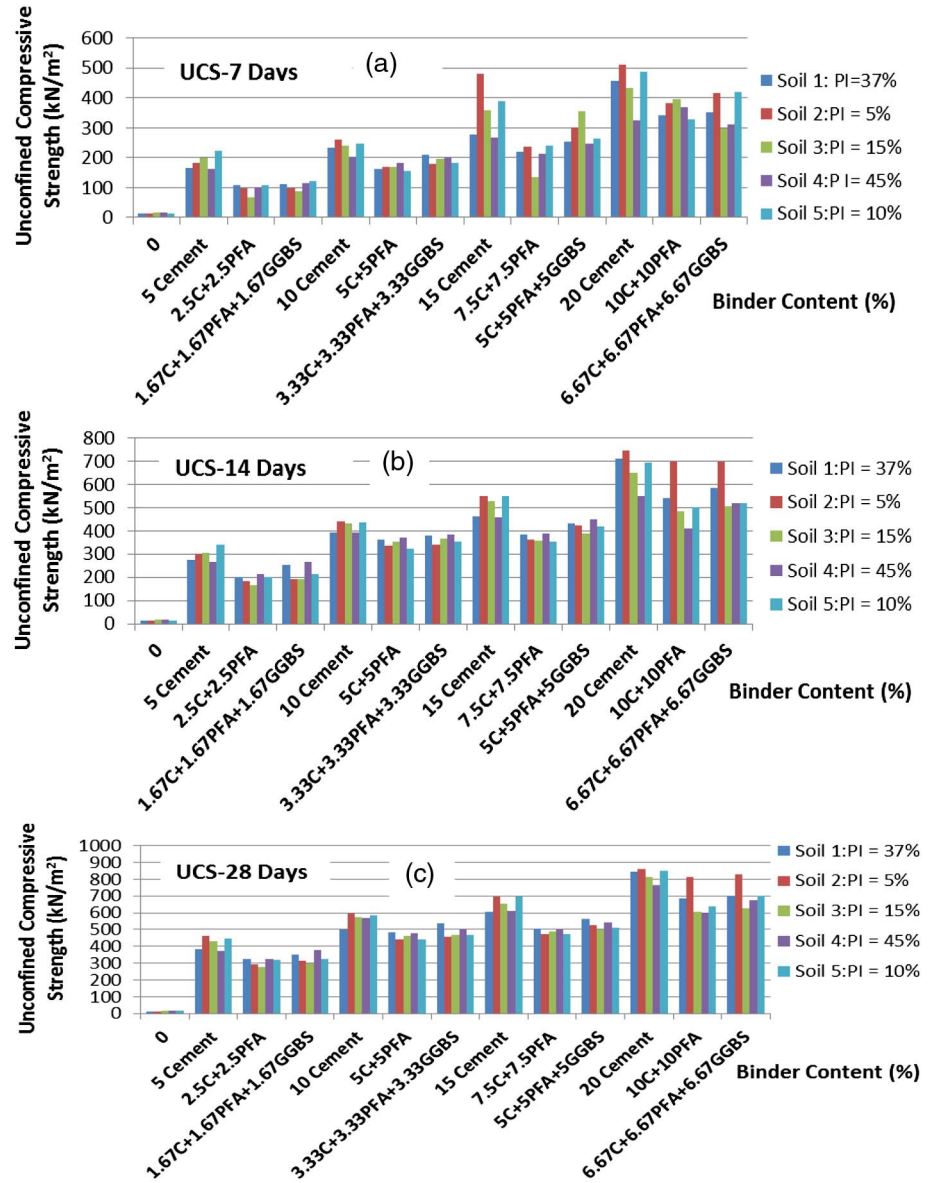 UCS-7 Days
(a)
Unconfined Compressive
Strength (kN/m²)
600
500
400
300
200
100
0
0
5 Cement
2.5C+2.5PFA
1.67C+1.67PFA+1.67GGBS
10 Cement
5C+5PFA
3.33C+3.33PFA+3.33GGBS
15 Cement
7.5C+7.5PFA
5C+5PFA+5GGBS
20 Cement
10C+10PFA
6.67C+6.67PFA+6.67GGBS
Binder Content (%)
Soil 1: PI=37%
Soil 2:PI = 5%
Soil 3:PI = 15%
Soil 4:P I= 45%
Soil 5:PI = 10%
UCS-14 Days
(b)
Unconfined Compressive
Strength (kN/m²)
800
700
600
500
400
300
200
100
0
0
5 Cement
2.5C+2.5PFA
1.67C+1.67PFA+1.67GGBS
10 Cement
5C+5PFA
3.33C+3.33PFA+3.33GGBS
15 Cement
7.5C+7.5PFA
5C+5PFA+5GGBS
20 Cement
10C+10PFA
6.67C+6.67PFA+6.67GGBS
Binder Content (%)
Soil 1:PI = 37%
Soil 2:PI = 5%
Soil 3:PI = 15%
Soil 4:PI = 45%
Soil 5:PI = 10%
UCS-28 Days
(c)
Unconfined Compressive
Strength (kN/m²)
1000
900
800
700
600
500
400
300
200
100
0
0
5 Cement
2.5C+2.5PFA
1.67C+1.67PFA+1.67GGBS
10 Cement
5C+5PFA
3.33C+3.33PFA+3.33GGBS
15 Cement
7.5C+7.5PFA
5C+5PFA+5GGBS
20 Cement
10C+10PFA
6.67C+6.67PFA+6.67GGBS
Binder Content (%)
Soil 1:PI = 37%
Soil 2:PI = 5%
Soil 3:PI = 15%
Soil 4:PI = 45%
Soil 5:PI = 10%